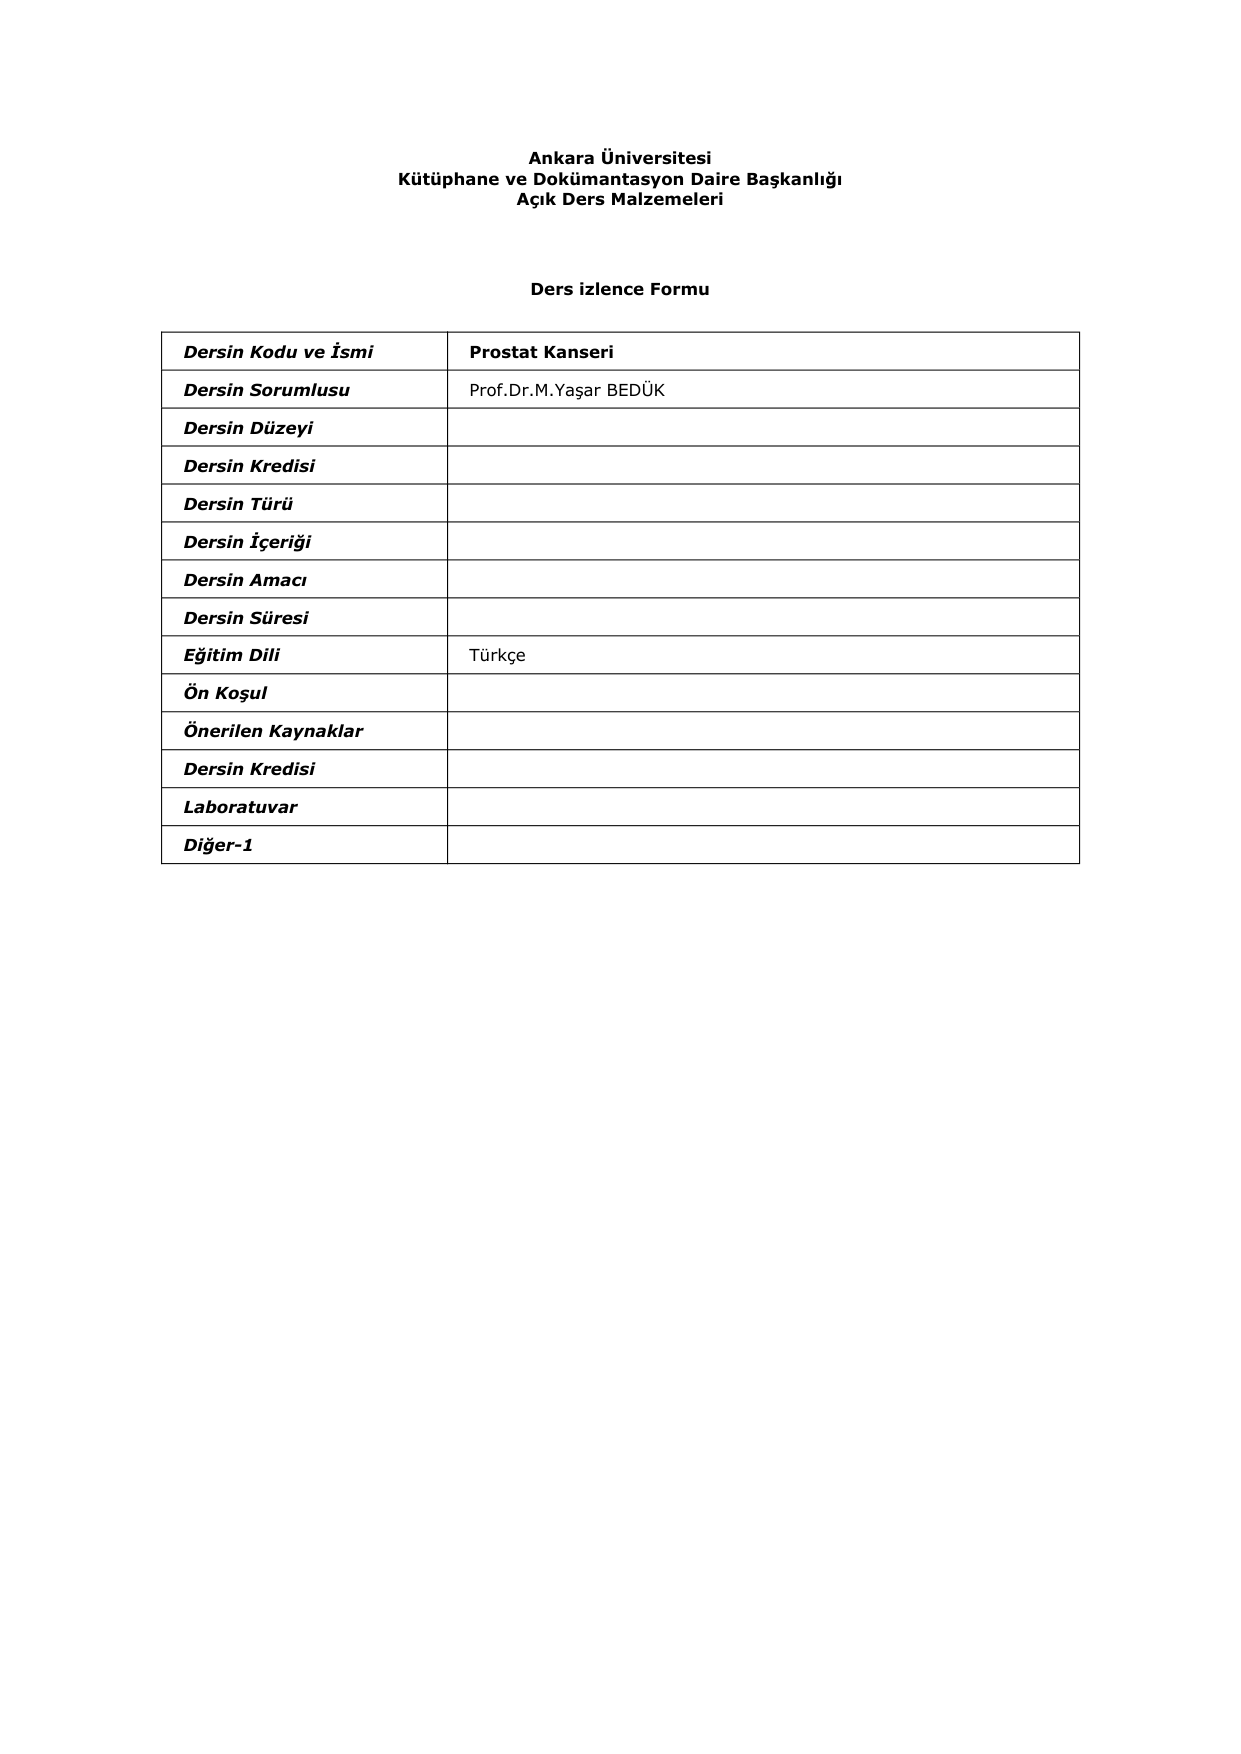 Ankara Üniversitesi
Kütüphane ve Dokümantasyon Daire Başkanlığı
Açık Ders Malzemeleri
Ders izlence Formu
Dersin Kodu ve İsmi Prostat Kanseri
Dersin Sorumlusu Prof.Dr.M.Yaşar BEDÜK
Dersin Düzeyi
Dersin Kredisi
Dersin Türü
Dersin İçeriği
Dersin Amacı
Dersin Süresi
Eğitim Dili Türkçe
Ön Koşul
Önerilen Kaynaklar
Dersin Kredisi
Laboratuvar
Diğer-1